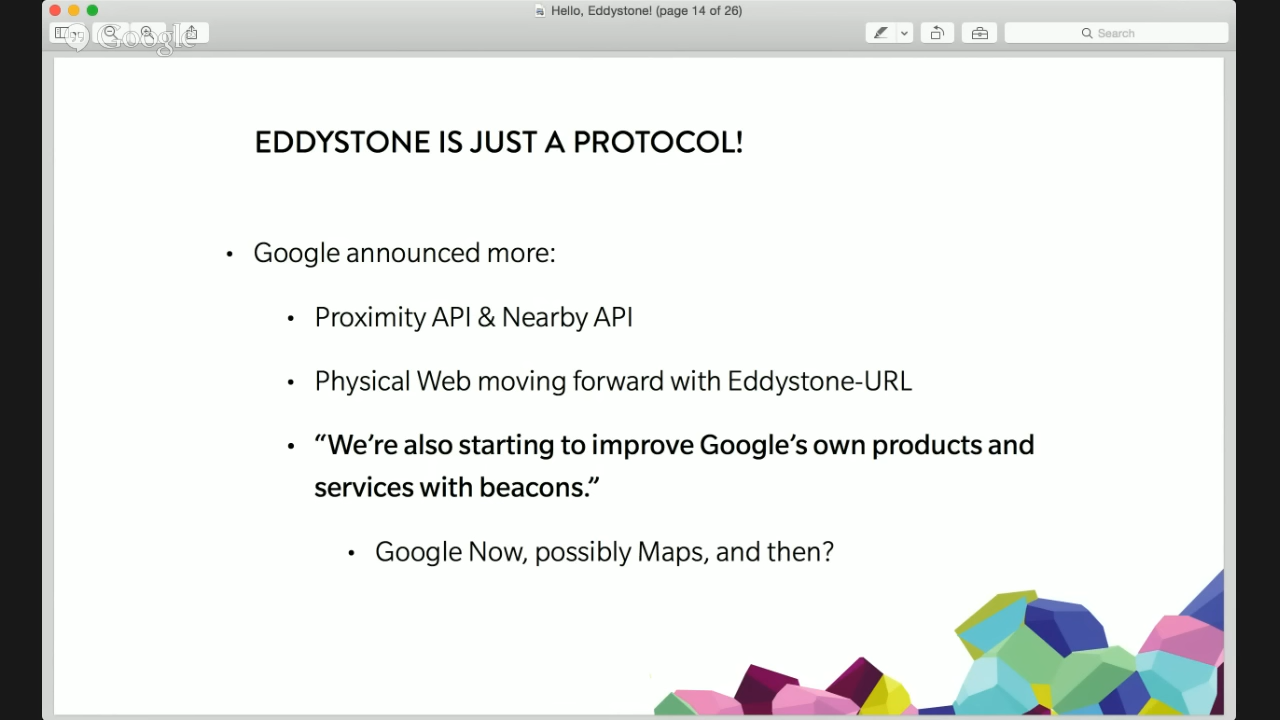 Hello, Eddystone! (page 14 of 26)
Google
Search
EDDYSTONE IS JUST A PROTOCOL!
• Google announced more:
• Proximity API & Nearby API
• Physical Web moving forward with Eddystone-URL
• “We’re also starting to improve Google’s own products and
services with beacons.”
• Google Now, possibly Maps, and then?